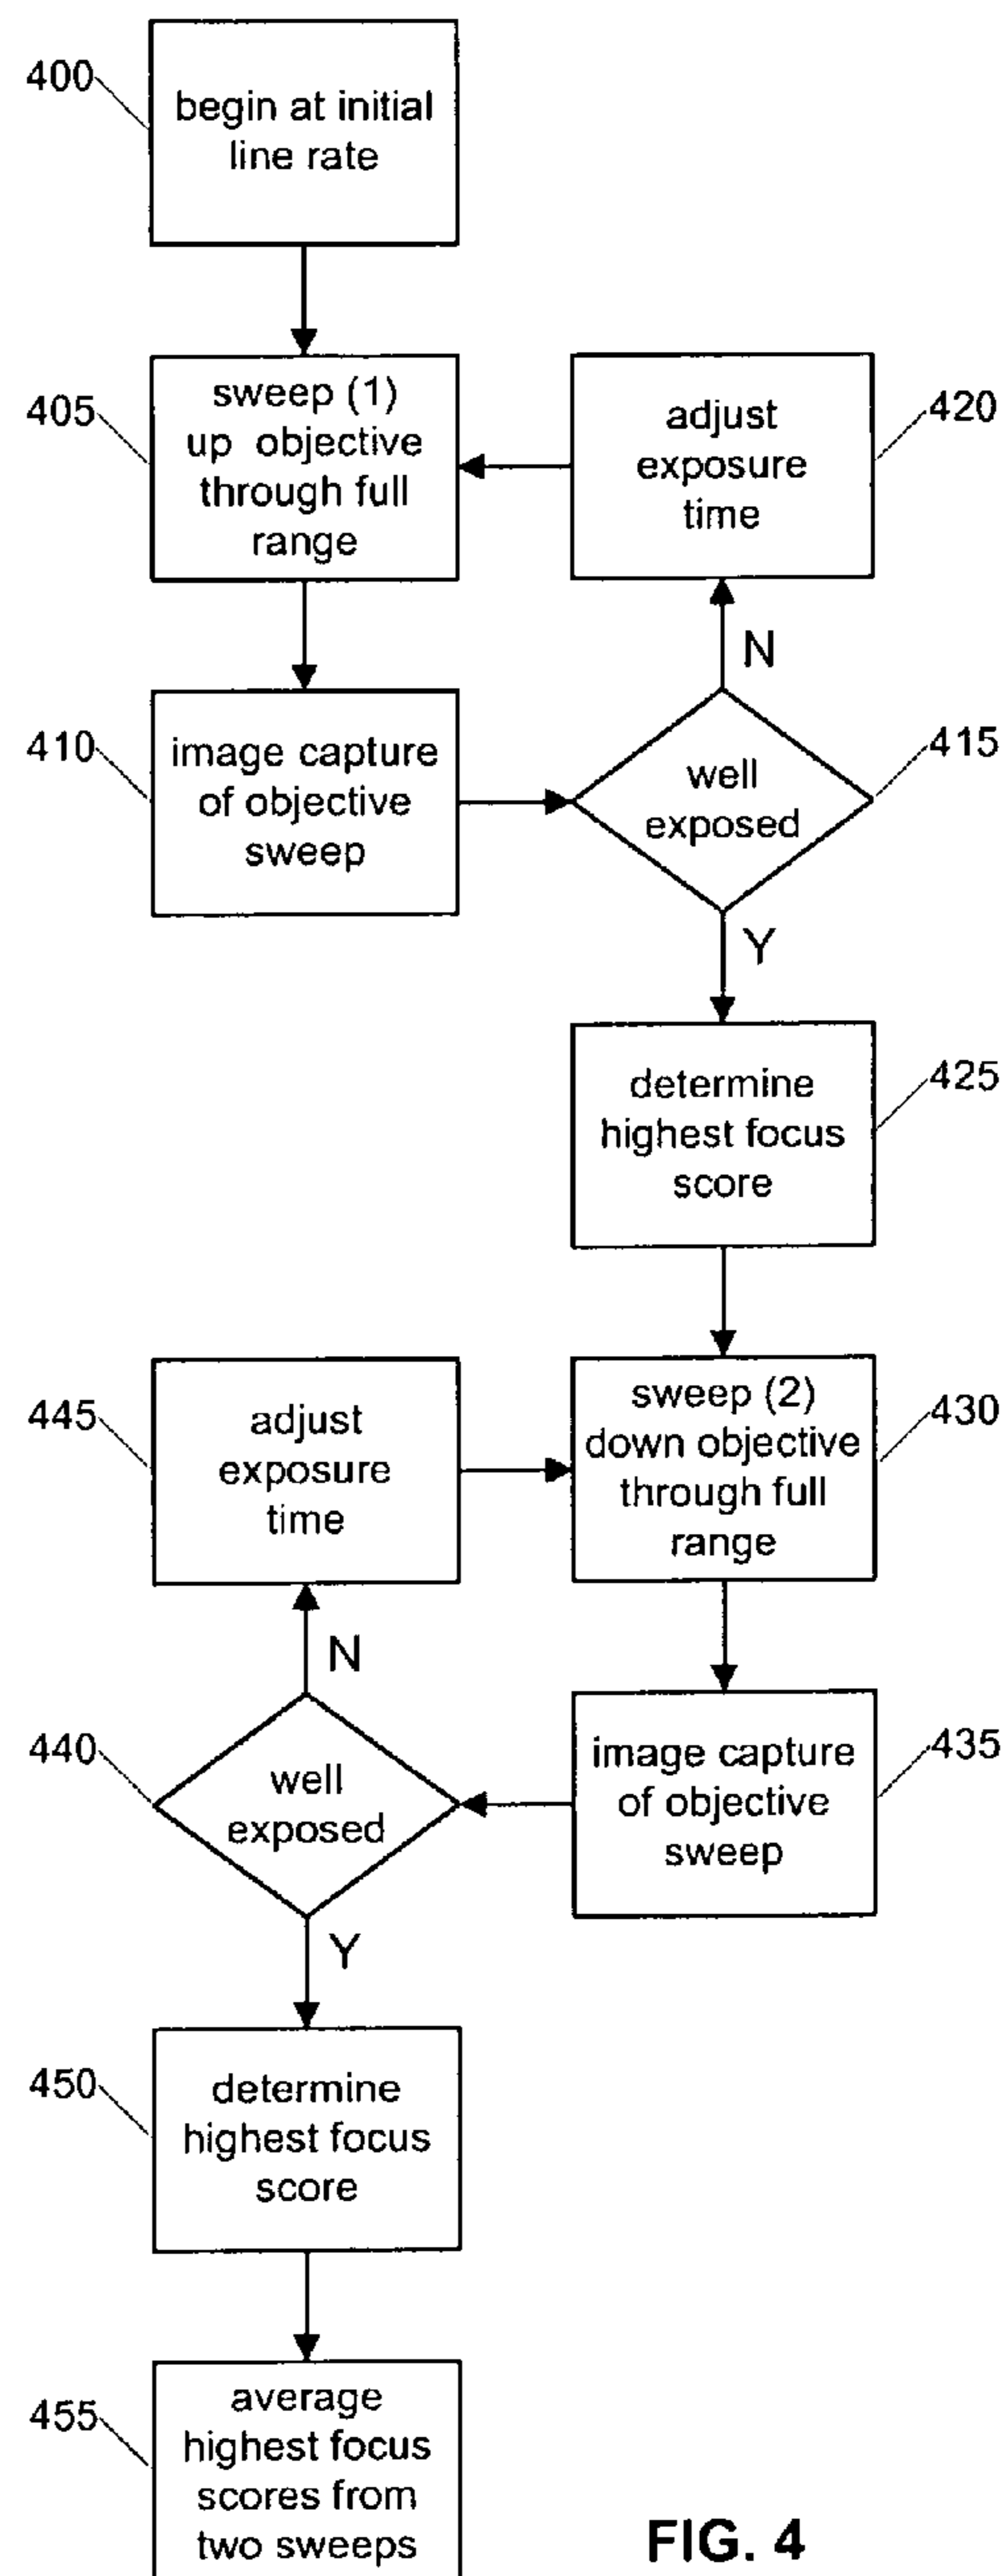 400
begin at initial
line rate
405
sweep (1)
up objective
through full
range
adjust
exposure
time
420
N
410
image capture
of objective
sweep
well
exposed
415
Y
determine
highest focus
score
425
445
adjust
exposure
time
sweep (2)
down objective
through full
range
430
N
440
well
exposed
image capture
of objective
sweep
435
Y
450
determine
highest focus
score
455
average
highest focus
scores from
two sweeps
FIG. 4